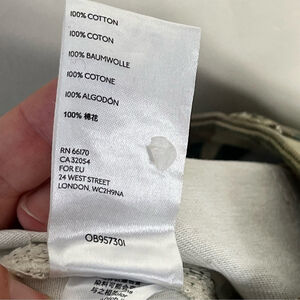 100% COTTON
100% COTON
100% BAUMWOLLE
100% COTONE
100% ALGODÓN
100% 棉花
RN 66170
CA 32054
FOR EU
24 WEST STREET
LONDON, WC2H9NA
OB957301